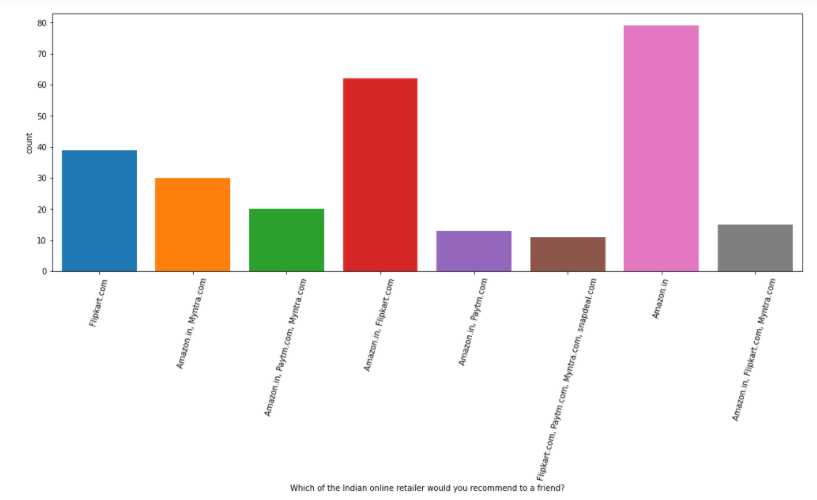 80
70
60
50
40
30
20
10
0
count
Flipkart.com
Amazon.in, Myntra.com
Amazon.in, Paytm.com, Myntra.com
Amazon.in, Flipkart.com
Amazon.in, Paytm.com
Flipkart.com, Paytm.com, Myntra.com, snapdeal.com
Amazon.in
Amazon.in, Flipkart.com, Myntra.com
Which of the Indian online retailer would you recommend to a friend?